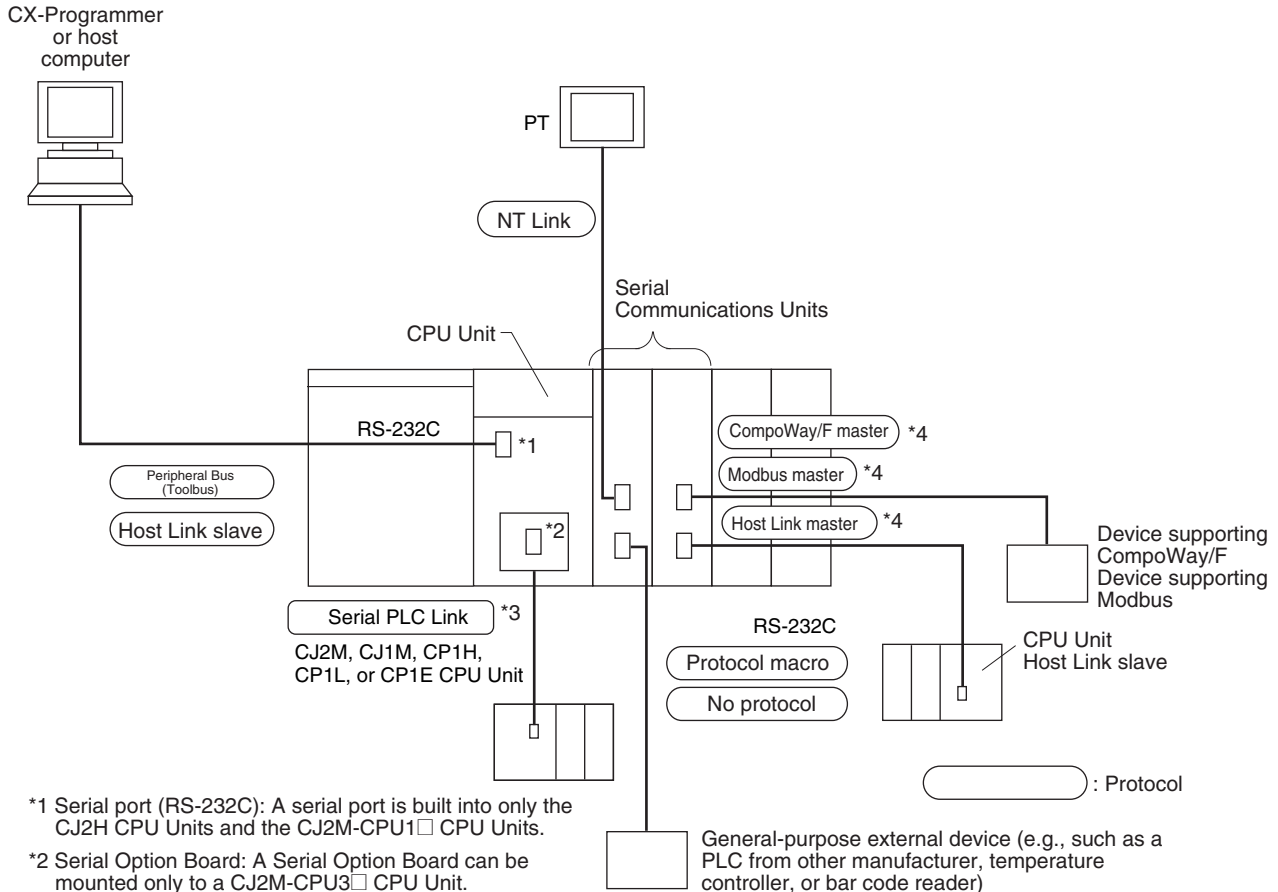 CX-Programmer
or host
computer
PT
NT Link
Serial
Communications Units
CPU Unit
RS-232C
*1
CompoWay/F master
*4
Modbus master
*4
Peripheral Bus
(Toolbus)
Host Link slave
*2
Host Link master
*4
Device supporting
CompoWay/F
Device supporting
Modbus
Serial PLC Link
*3
CJ2M, CJ1M, CP1H,
CP1L, or CP1E CPU Unit
RS-232C
Protocol macro
No protocol
CPU Unit
Host Link slave
: Protocol
*1 Serial port (RS-232C): A serial port is built into only the
CJ2H CPU Units and the CJ2M-CPU1□ CPU Units.
*2 Serial Option Board: A Serial Option Board can be
mounted only to a CJ2M-CPU3□ CPU Unit.
General-purpose external device (e.g., such as a
PLC from other manufacturer, temperature
controller, or bar code reader)